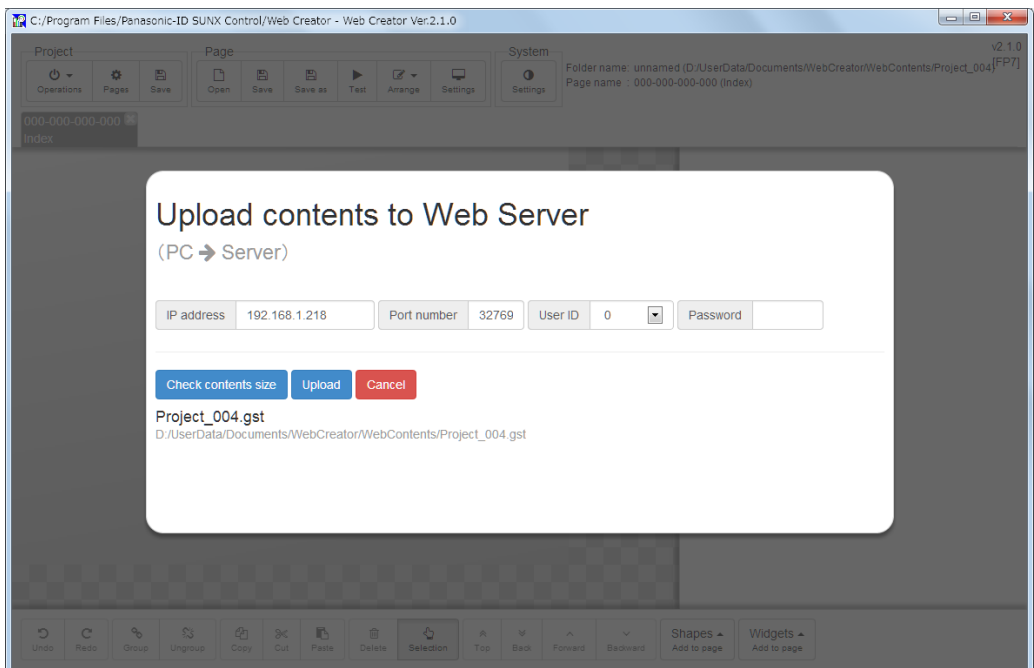 C:/Program Files/Panasonic-ID SUNX Control/Web Creator - Web Creator Ver.2.1.0
Project
Page
System
v2.1.0
[FP7]
Operations
Pages
Save
Open
Save
Save as
Test
Arrange
Settings
Settings
Folder name: unnamed (D:/UserData/Documents/WebCreator/WebContents/Project_004)
Page name : 000-000-000-000 (Index)
000-000-000-000
Index
Upload contents to Web Server
(PC ➔ Server)
IP address 192.168.1.218 Port number 32769 User ID 0 Password
Check contents size Upload Cancel
Project_004.gst
D:/UserData/Documents/WebCreator/WebContents/Project_004.gst
Undo Redo Group Ungroup Copy Cut Paste Delete Selection Top Back Forward Backward
Shapes
Add to page
Widgets
Add to page